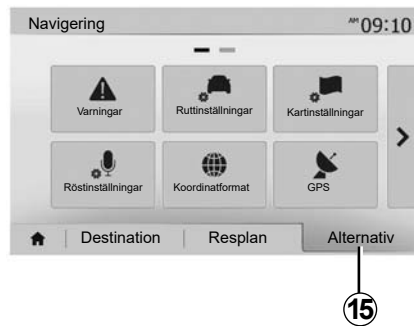 Navigering AM 09:10
Varningar Ruttinställningar Kartinställningar
Röstinställningar Koordinatformat GPS
Destination Resplan Alternativ
15